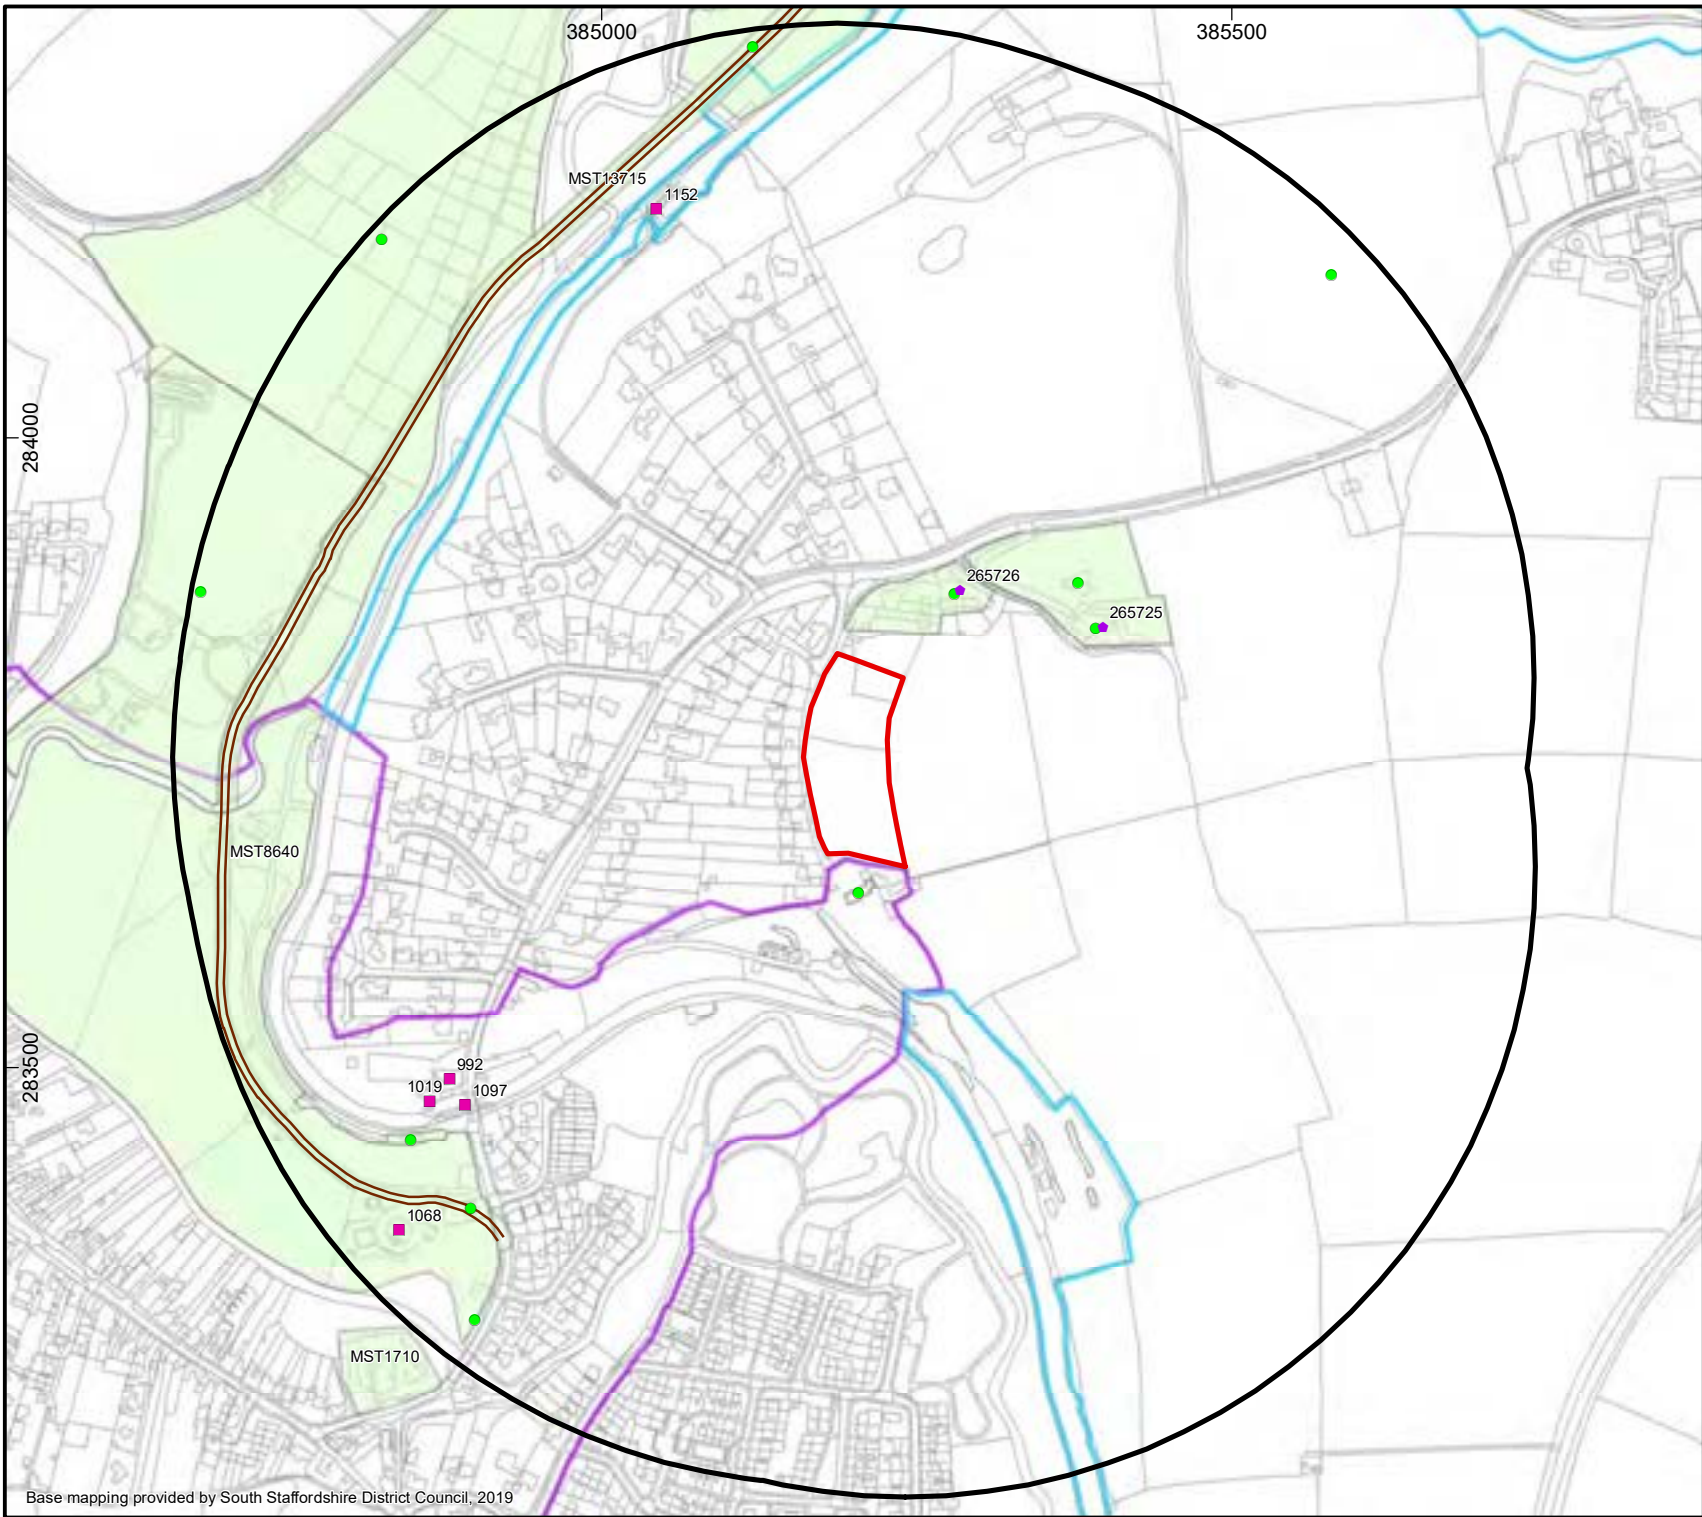 385000
385500
MST13715
1152
284000
265726
265725
MST8640
283500
992
1019
1097
1068
MST1710
Base mapping provided by South Staffordshire District Council, 2019